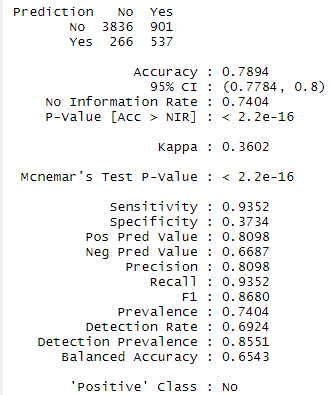 Prediction No Yes
No 3836 901
Yes 266 537
Accuracy : 0.7894
95% CI : (0.7784, 0.8)
No Information Rate : 0.7404
P-Value [Acc > NIR] : < 2.2e-16
Kappa : 0.3602
Mcnemar's Test P-Value : < 2.2e-16
Sensitivity : 0.9352
Specificity : 0.3734
Pos Pred Value : 0.8098
Neg Pred Value : 0.6687
Precision : 0.8098
Recall : 0.9352
F1 : 0.8680
Prevalence : 0.7404
Detection Rate : 0.6924
Detection Prevalence : 0.8551
Balanced Accuracy : 0.6543
'Positive' Class : No